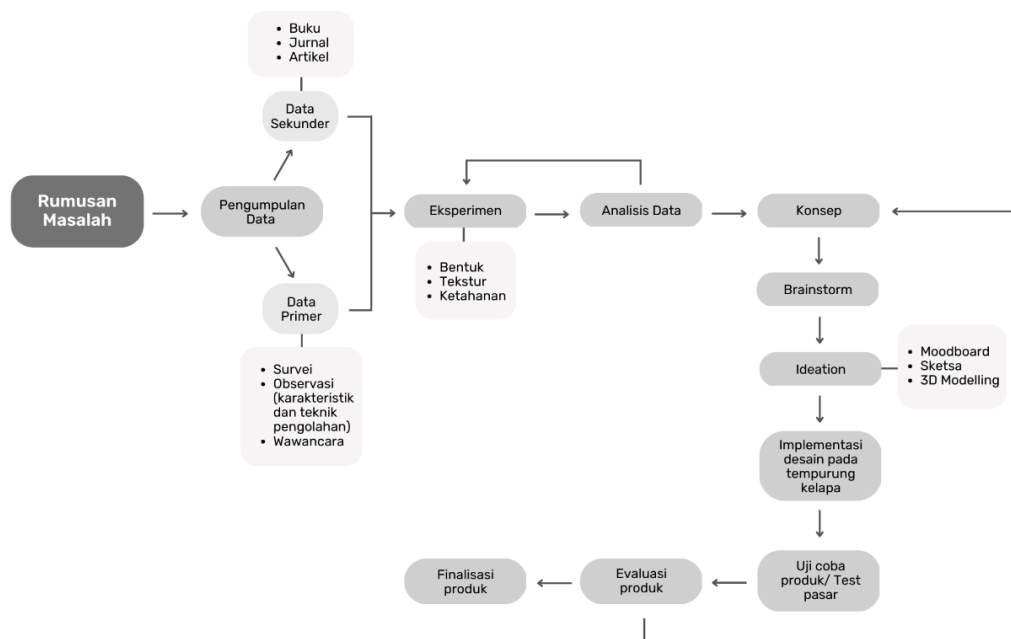 • Buku
• Jurnal
• Artikel
Data
Sekunder
Rumusan
Masalah
Pengumpulan
Data
Data
Primer
• Survei
• Observasi
(karakteristik
dan teknik
pengolahan)
• Wawancara
Eksperimen
• Bentuk
• Tekstur
• Ketahanan
Analisis Data
Konsep
Brainstorm
Ideation
• Moodboard
• Sketsa
• 3D Modelling
Implementasi
desain pada
tempurung
kelapa
Uji coba
produk/ Test
pasar
Evaluasi
produk
Finalisasi
produk